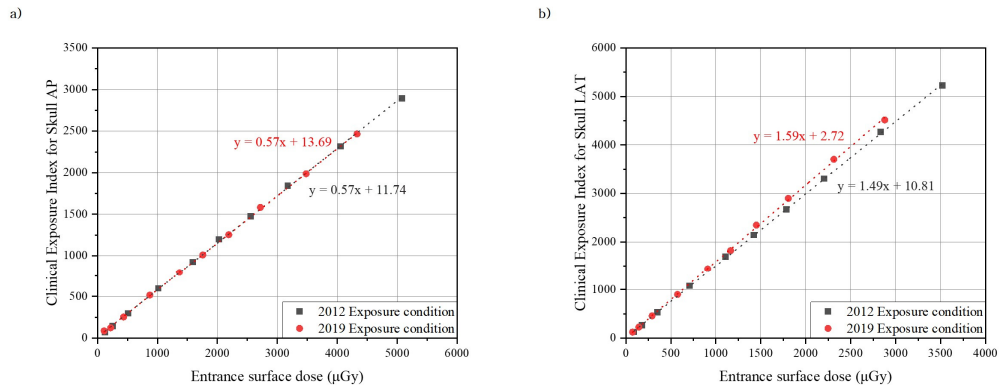 a)
b)
Clinical Exposure Index for Skull AP
3500
3000
2500
2000
1500
1000
500
0
y = 0.57x + 13.69
y = 0.57x + 11.74
2012 Exposure condition
2019 Exposure condition
0 1000 2000 3000 4000 5000 6000
Entrance surface dose (μGy)
Clinical Exposure Index for Skull LAT
6000
5000
4000
3000
2000
1000
0
y = 1.59x + 2.72
y = 1.49x + 10.81
2012 Exposure condition
2019 Exposure condition
0 500 1000 1500 2000 2500 3000 3500 4000
Entrance surface dose (μGy)